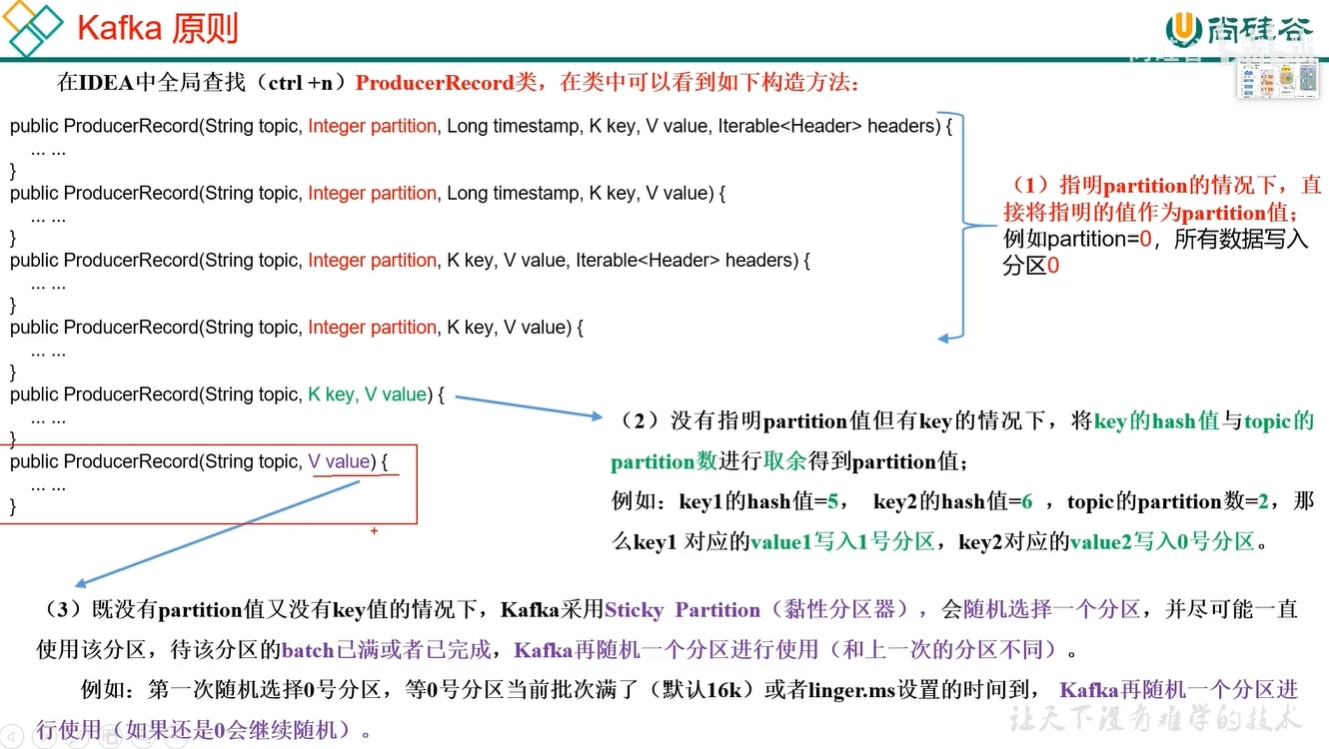 Kafka 原则
尚硅谷
在IDEA中全局查找（ctrl +n）ProducerRecord类，在类中可以看到如下构造方法：
public ProducerRecord(String topic, Integer partition, Long timestamp, K key, V value, Iterable<Header> headers) {
... ...
}
public ProducerRecord(String topic, Integer partition, Long timestamp, K key, V value) {
... ...
}
public ProducerRecord(String topic, Integer partition, K key, V value, Iterable<Header> headers) {
... ...
}
public ProducerRecord(String topic, Integer partition, K key, V value) {
... ...
}
public ProducerRecord(String topic, K key, V value) {
... ...
}
public ProducerRecord(String topic, V value) {
... ...
}
（1）指明partition的情况下，直
接将指明的值作为partition值；
例如partition=0，所有数据写入
分区0
（2）没有指明partition值但有key的情况下，将key的hash值与topic的
partition数进行取余得到partition值；
例如：key1的hash值=5， key2的hash值=6 ，topic的partition数=2，那
么key1 对应的value1写入1号分区，key2对应的value2写入0号分区。
（3）既没有partition值又没有key值的情况下，Kafka采用Sticky Partition（黏性分区器），会随机选择一个分区，并尽可能一直
使用该分区，待该分区的batch已满或者已完成，Kafka再随机一个分区进行使用（和上一次的分区不同）。
例如：第一次随机选择0号分区，等0号分区当前批次满了（默认16k）或者linger.ms设置的时间到， Kafka再随机一个分区进
行使用（如果还是0会继续随机）。
让天下没有难学的技术